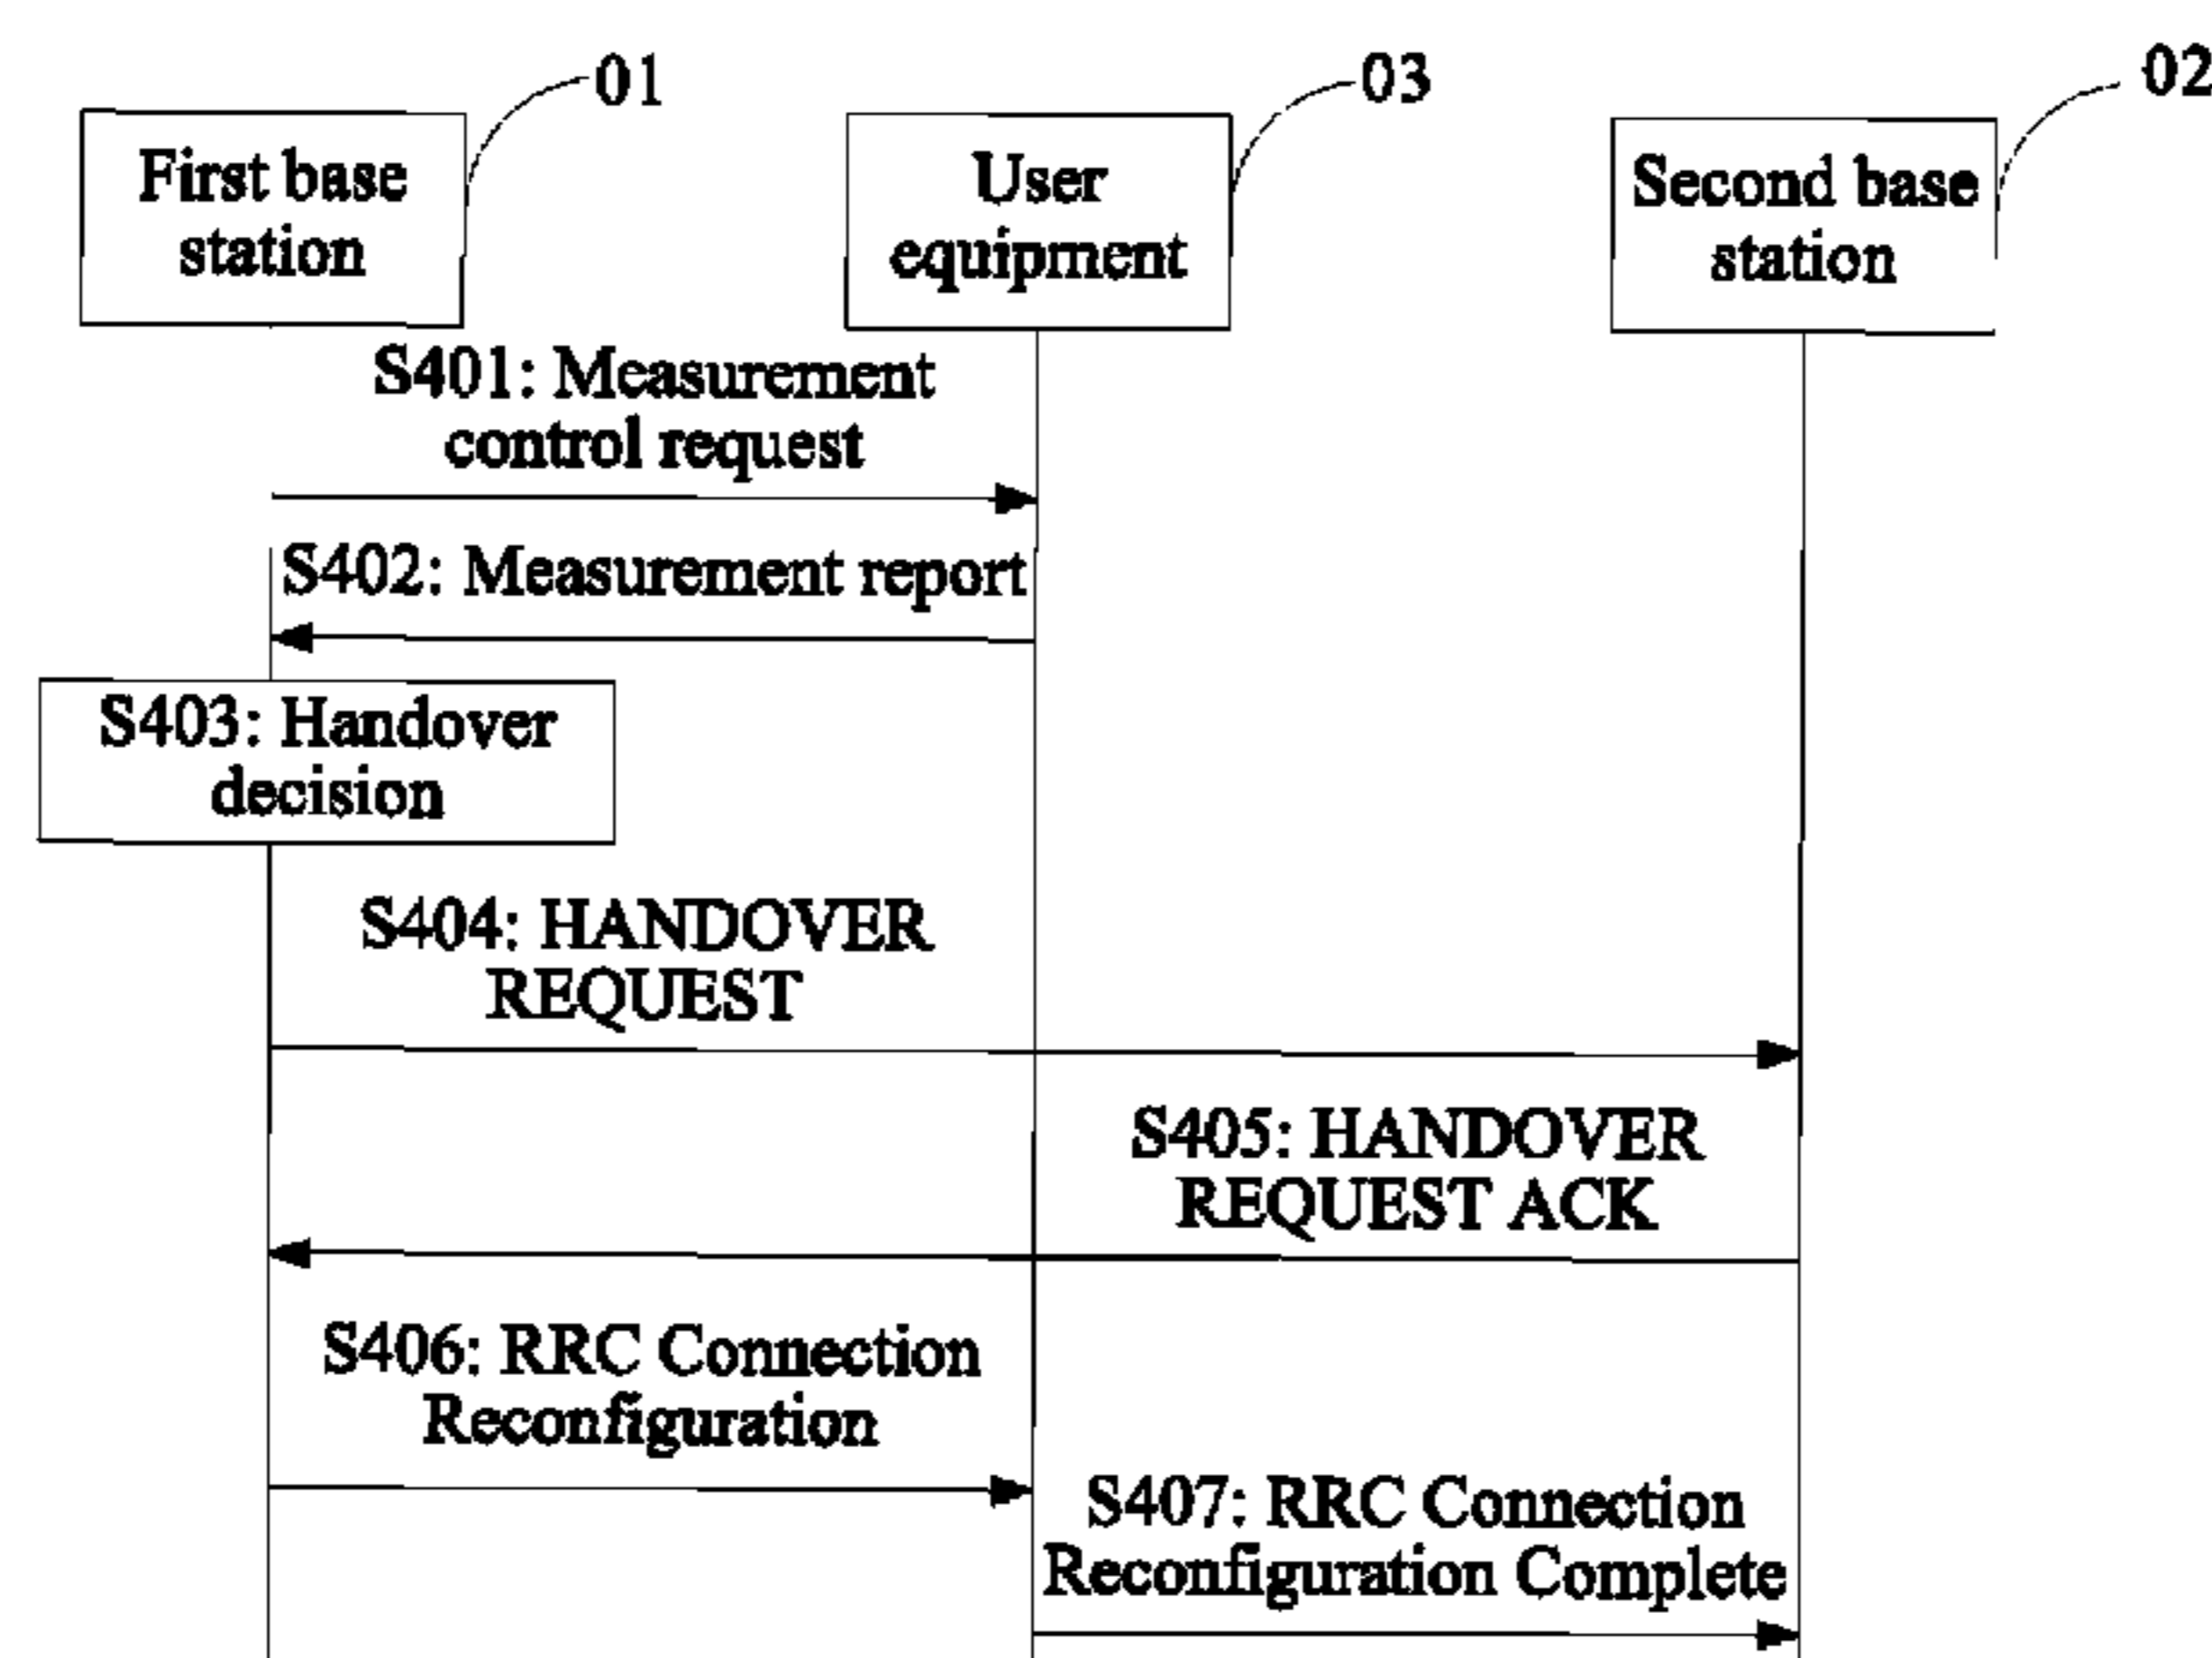 01
03
02
First base
station
User
equipment
Second base
station
S401: Measurement
control request
S402: Measurement report
S403: Handover
decision
S404: HANDOVER
REQUEST
S405: HANDOVER
REQUEST ACK
S406: RRC Connection
Reconfiguration
S407: RRC Connection
Reconfiguration Complete